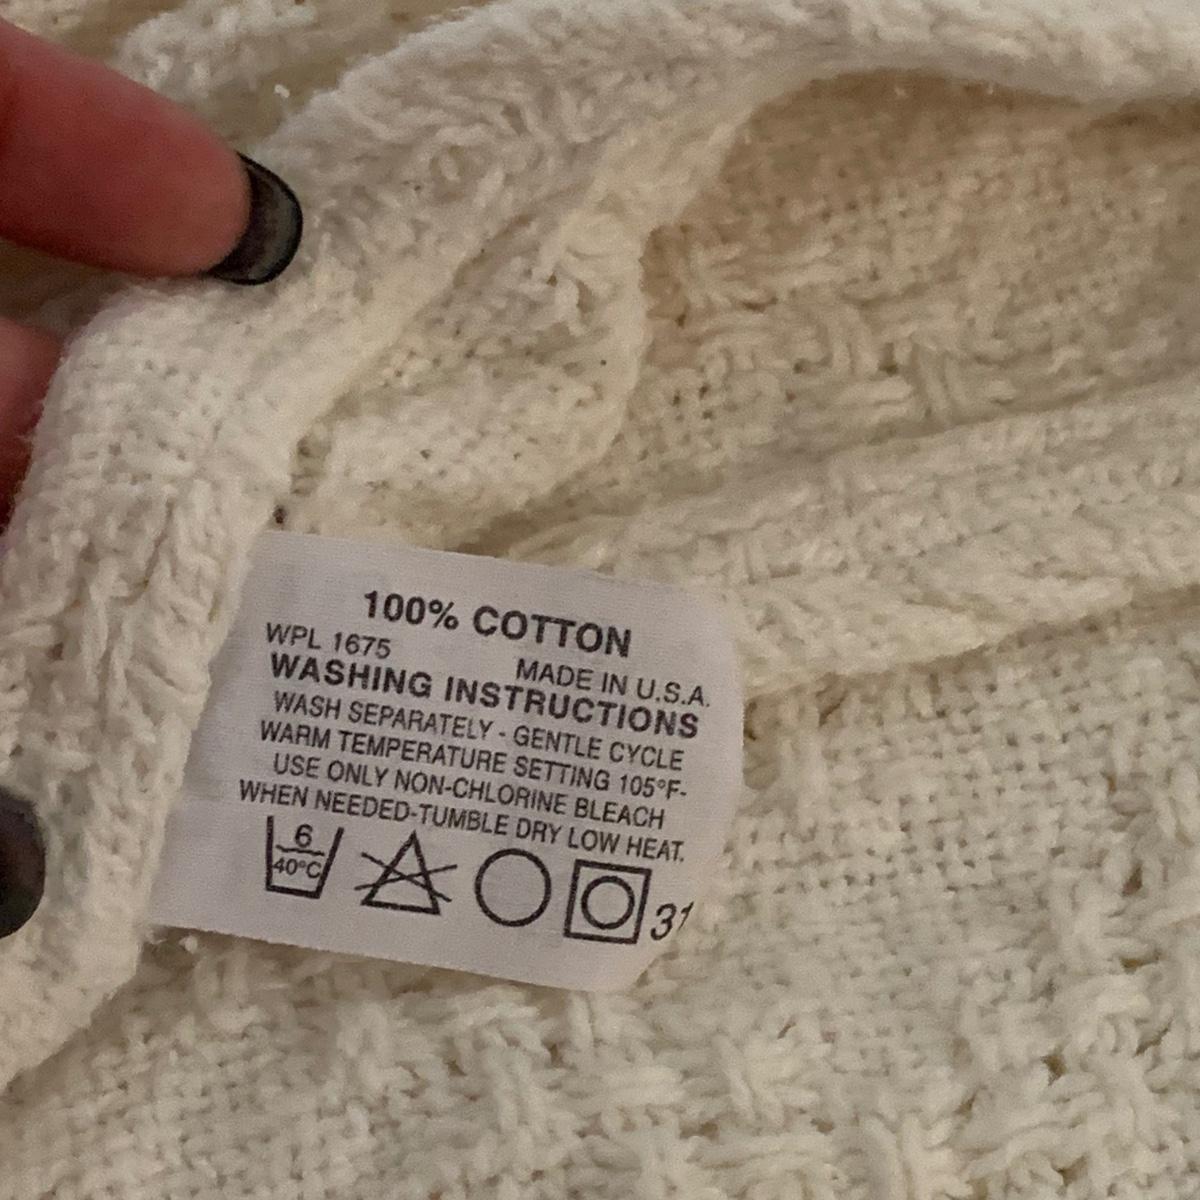 100% COTTON
WPL 1675 MADE IN U.S.A.
WASHING INSTRUCTIONS
WASH SEPARATELY - GENTLE CYCLE
WARM TEMPERATURE SETTING 105°F-
USE ONLY NON-CHLORINE BLEACH
WHEN NEEDED-TUMBLE DRY LOW HEAT.
6
40°C
31